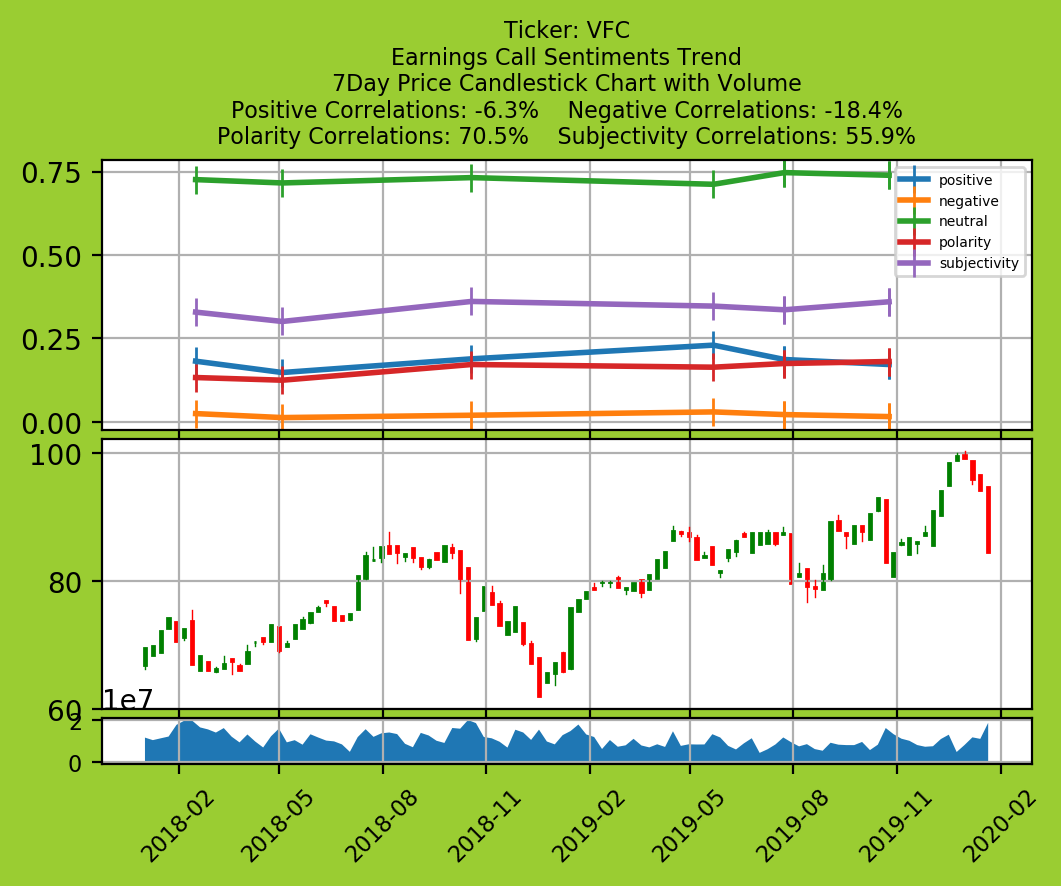 Ticker: VFC
Earnings Call Sentiments Trend
7Day Price Candlestick Chart with Volume
Positive Correlations: -6.3%    Negative Correlations: -18.4%
Polarity Correlations: 70.5%    Subjectivity Correlations: 55.9%
0.75
0.50
0.25
0.00
positive
negative
neutral
polarity
subjectivity
100
80
60
1e7
2
0
2018-02
2018-05
2018-08
2018-11
2019-02
2019-05
2019-08
2019-11
2020-02